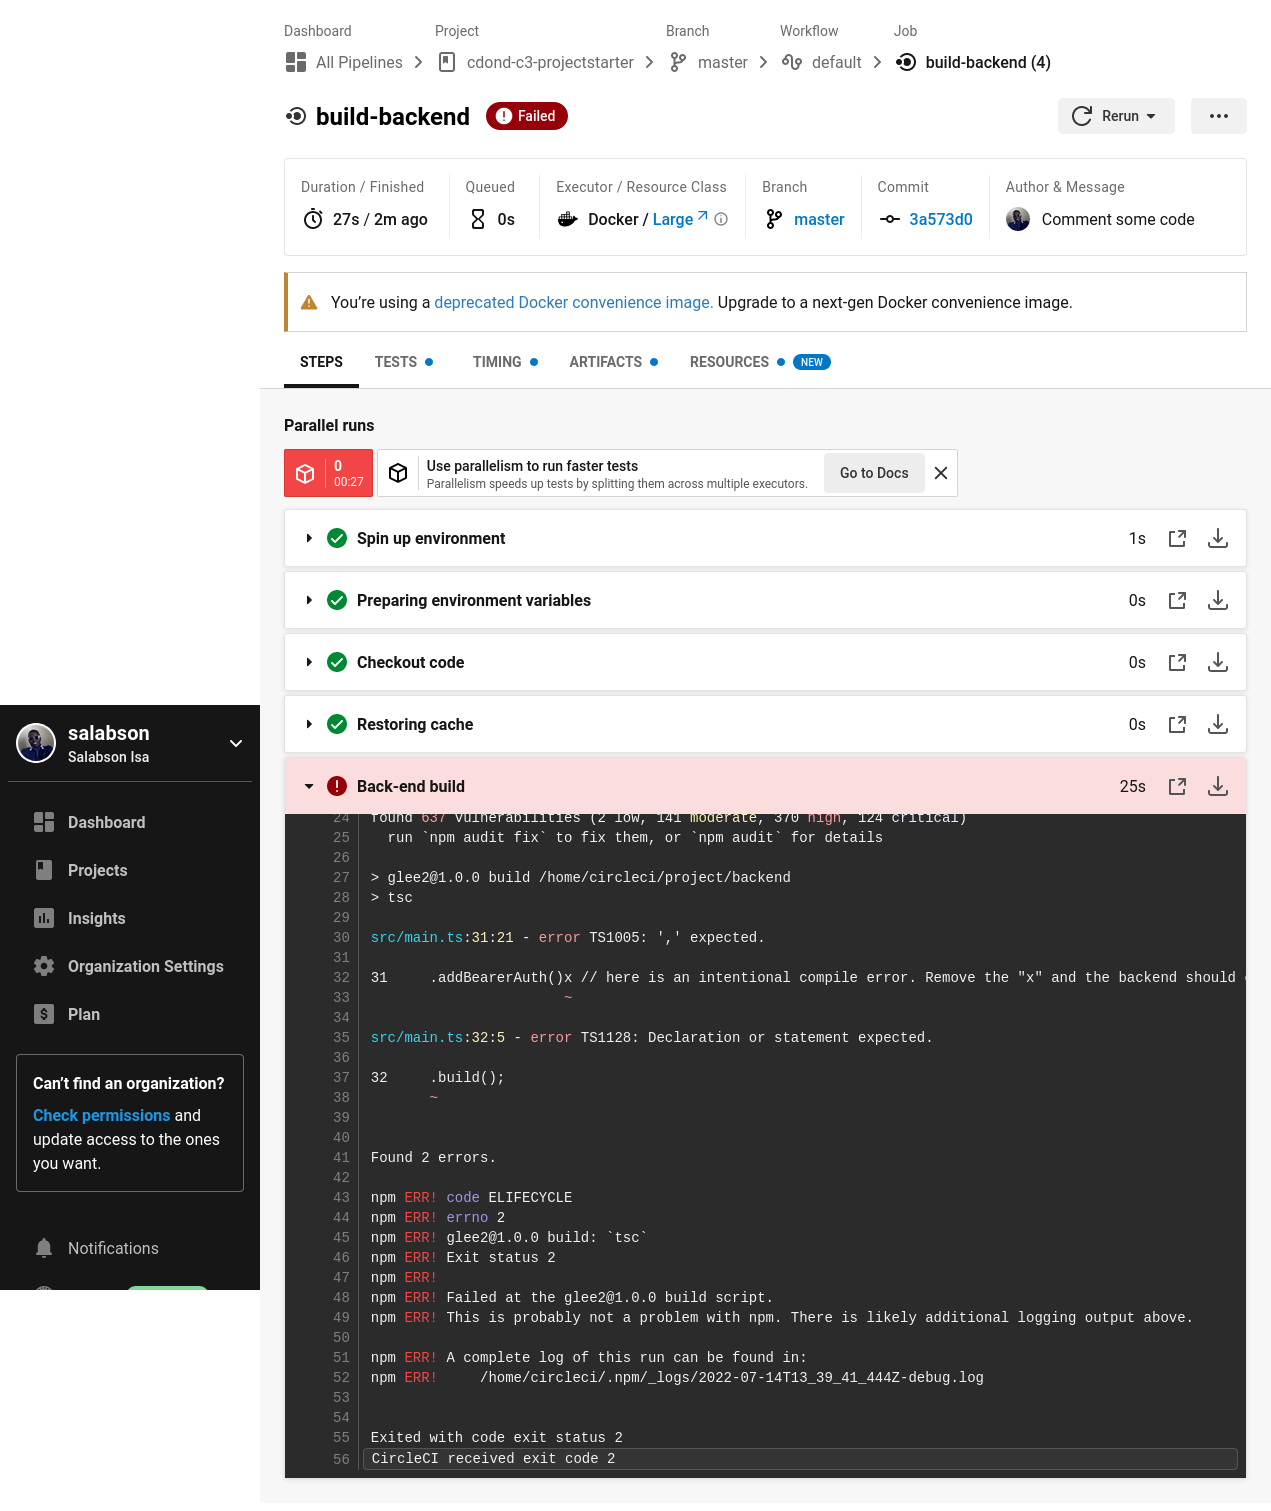 Dashboard Project Branch Workflow Job
All Pipelines cdond-c3-projectstarter master default build-backend (4)
build-backend Failed Rerun
Duration / Finished Queued Executor / Resource Class Branch Commit Author & Message
27s / 2m ago 0s Docker / Large master 3a573d0 Comment some code
You’re using a deprecated Docker convenience image. Upgrade to a next-gen Docker convenience image.
STEPS TESTS TIMING ARTIFACTS RESOURCES NEW
Parallel runs
0
00:27
Use parallelism to run faster tests
Parallelism speeds up tests by splitting them across multiple executors.
Go to Docs
Spin up environment 1s
Preparing environment variables 0s
Checkout code 0s
Restoring cache 0s
Back-end build 25s
24 found 637 vulnerabilities (2 low, 141 moderate, 370 high, 124 critical)
25 run `npm audit fix` to fix them, or `npm audit` for details
26
27 > glee2@1.0.0 build /home/circleci/project/backend
28 > tsc
29
30 src/main.ts:31:21 - error TS1005: ',' expected.
31
32 31 .addBearerAuth()x // here is an intentional compile error. Remove the "x" and the backend should
33 ~
34
35 src/main.ts:32:5 - error TS1128: Declaration or statement expected.
36
37 32 .build();
38 ~
39
40
41 Found 2 errors.
42
43 npm ERR! code ELIFECYCLE
44 npm ERR! errno 2
45 npm ERR! glee2@1.0.0 build: `tsc`
46 npm ERR! Exit status 2
47 npm ERR!
48 npm ERR! Failed at the glee2@1.0.0 build script.
49 npm ERR! This is probably not a problem with npm. There is likely additional logging output above.
50
51 npm ERR! A complete log of this run can be found in:
52 npm ERR! /home/circleci/.npm/_logs/2022-07-14T13_39_41_444Z-debug.log
53
54
55 Exited with code exit status 2
56 CircleCI received exit code 2
salabson
Salabson Isa
Dashboard
Projects
Insights
Organization Settings
Plan
Can’t find an organization?
Check permissions and
update access to the ones
you want.
Notifications